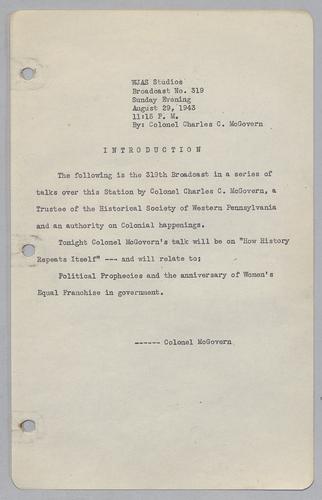 WJAS Studios
Broadcast No. 319
Sunday Evening
August 29, 1943
11:15 P. M.
By: Colonel Charles C. McGovern
I N T R O D U C T I O N
The following is the 319th Broadcast in a series of
talks over this Station by Colonel Charles C. McGovern, a
Trustee of the Historical Society of Western Pennsylvania
and an authority on Colonial happenings.
Tonight Colonel McGovern's talk will be on "How History
Repeats Itself" --- and will relate to;
Political Prophecies and the anniversary of Women's
Equal Franchise in government.
------ Colonel McGovern